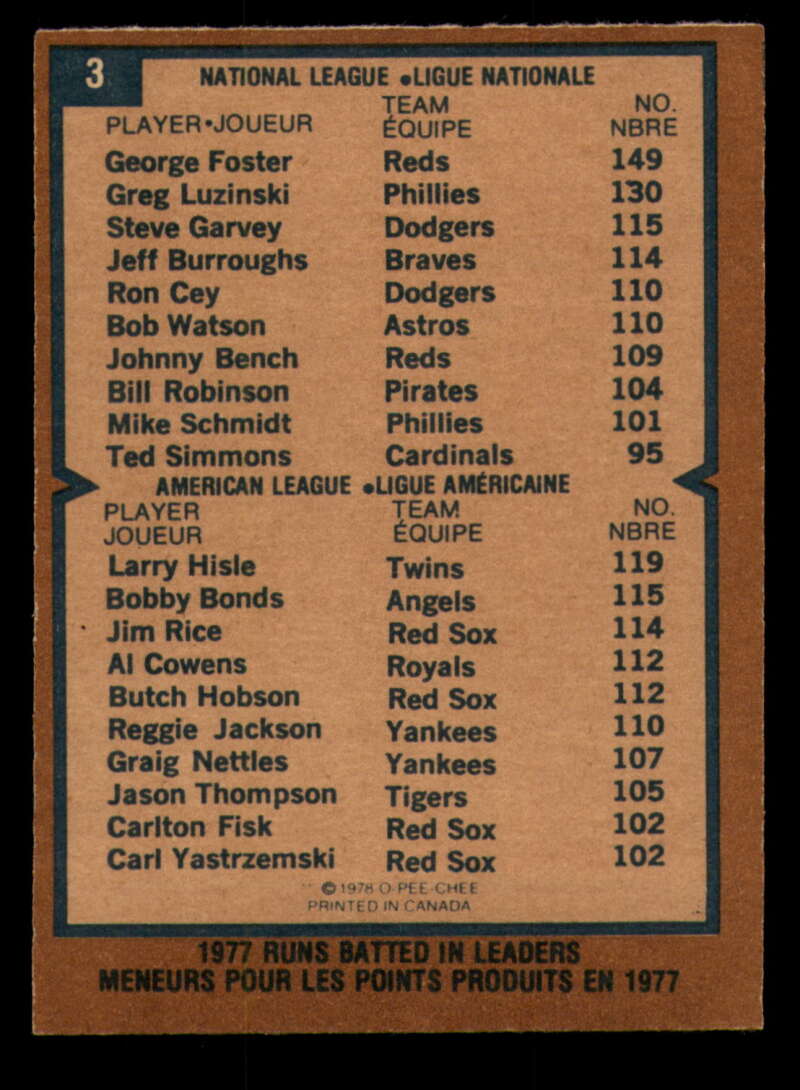 3
NATIONAL LEAGUE •LIGUE NATIONALE
PLAYER•JOUEUR TEAM ÉQUIPE NO. NBRE
George Foster Reds 149
Greg Luzinski Phillies 130
Steve Garvey Dodgers 115
Jeff Burroughs Braves 114
Ron Cey Dodgers 110
Bob Watson Astros 110
Johnny Bench Reds 109
Bill Robinson Pirates 104
Mike Schmidt Phillies 101
Ted Simmons Cardinals 95
AMERICAN LEAGUE •LIGUE AMÉRICAINE
PLAYER TEAM NO.
JOUEUR ÉQUIPE NBRE
Larry Hisle Twins 119
Bobby Bonds Angels 115
Jim Rice Red Sox 114
Al Cowens Royals 112
Butch Hobson Red Sox 112
Reggie Jackson Yankees 110
Graig Nettles Yankees 107
Jason Thompson Tigers 105
Carlton Fisk Red Sox 102
Carl Yastrzemski Red Sox 102
© 1978 O-PEE-CHEE
PRINTED IN CANADA
1977 RUNS BATTED IN LEADERS
MENEURS POUR LES POINTS PRODUITS EN 1977